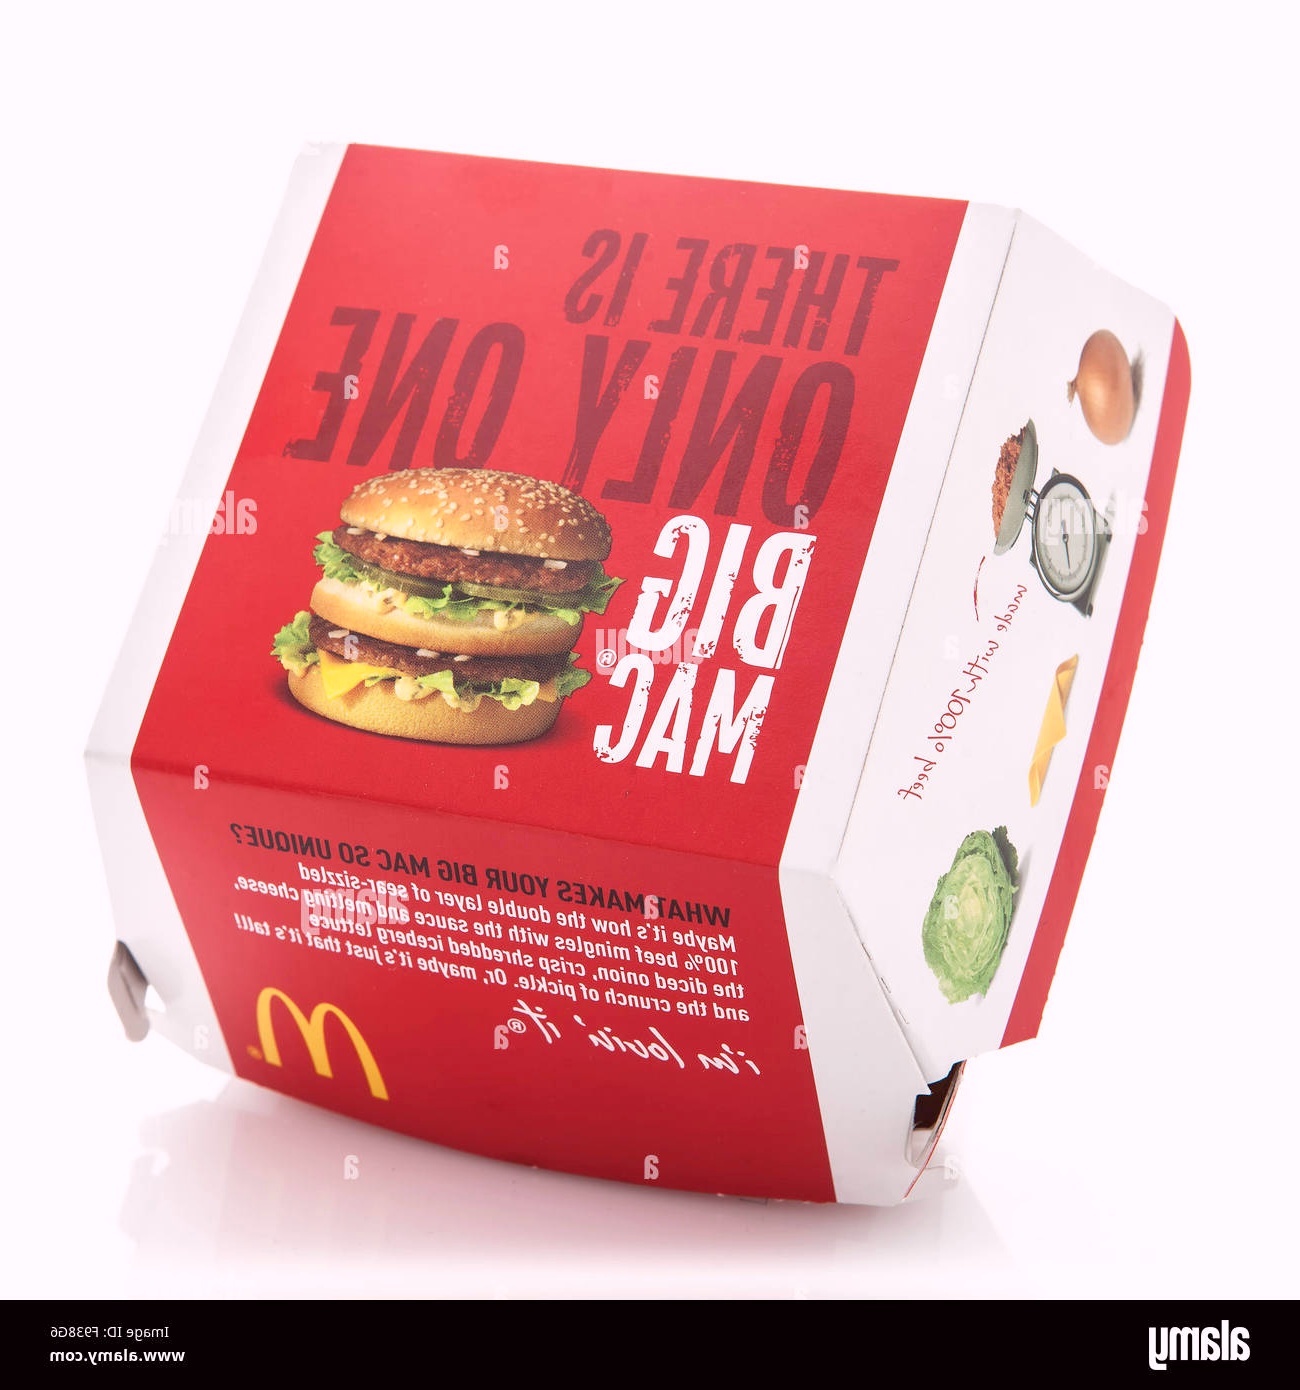 THERE IS
ONLY ONE
BIG
MAC®
made with 100% beef
WHAT MAKES YOUR BIG MAC SO UNIQUE?
Maybe it's how the double layer of sear-sizzled
100% beef mingles with the sauce and melting cheese,
the diced onion, crisp shredded iceberg lettuce
and the crunch of pickle. Or, maybe it's just that it's tall!
i'm lovin' it®
alamy
Image ID: F938G6
www.alamy.com